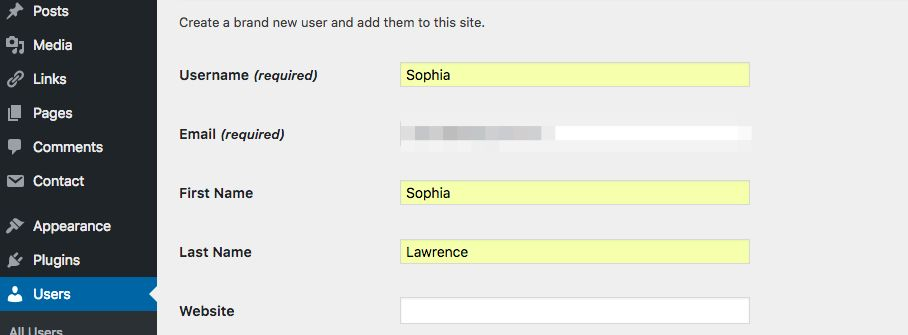 Posts
Media
Links
Pages
Comments
Contact
Appearance
Plugins
Users
All Users
Create a brand new user and add them to this site.
Username (required)
Sophia
Email (required)
First Name
Sophia
Last Name
Lawrence
Website